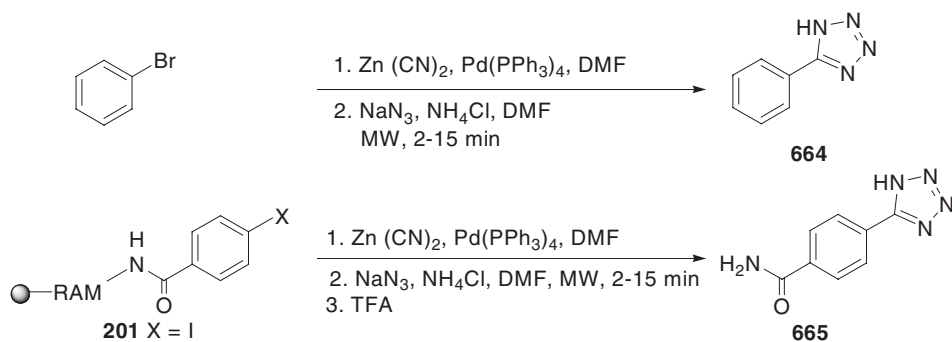 Br
1. Zn (CN)2, Pd(PPh3)4, DMF
2. NaN3, NH4Cl, DMF
MW, 2-15 min
HN N
N
N
664
X
H
N
RAM
O
201 X = I
1. Zn (CN)2, Pd(PPh3)4, DMF
2. NaN3, NH4Cl, DMF, MW, 2-15 min
3. TFA
HN N
N
N
H2N
O
665